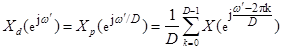 X_d(e^{jω′}) = X_p(e^{jω′/D}) = \frac{1}{D} \sum_{k=0}^{D-1} X(e^{j\frac{ω′-2πk}{D}})